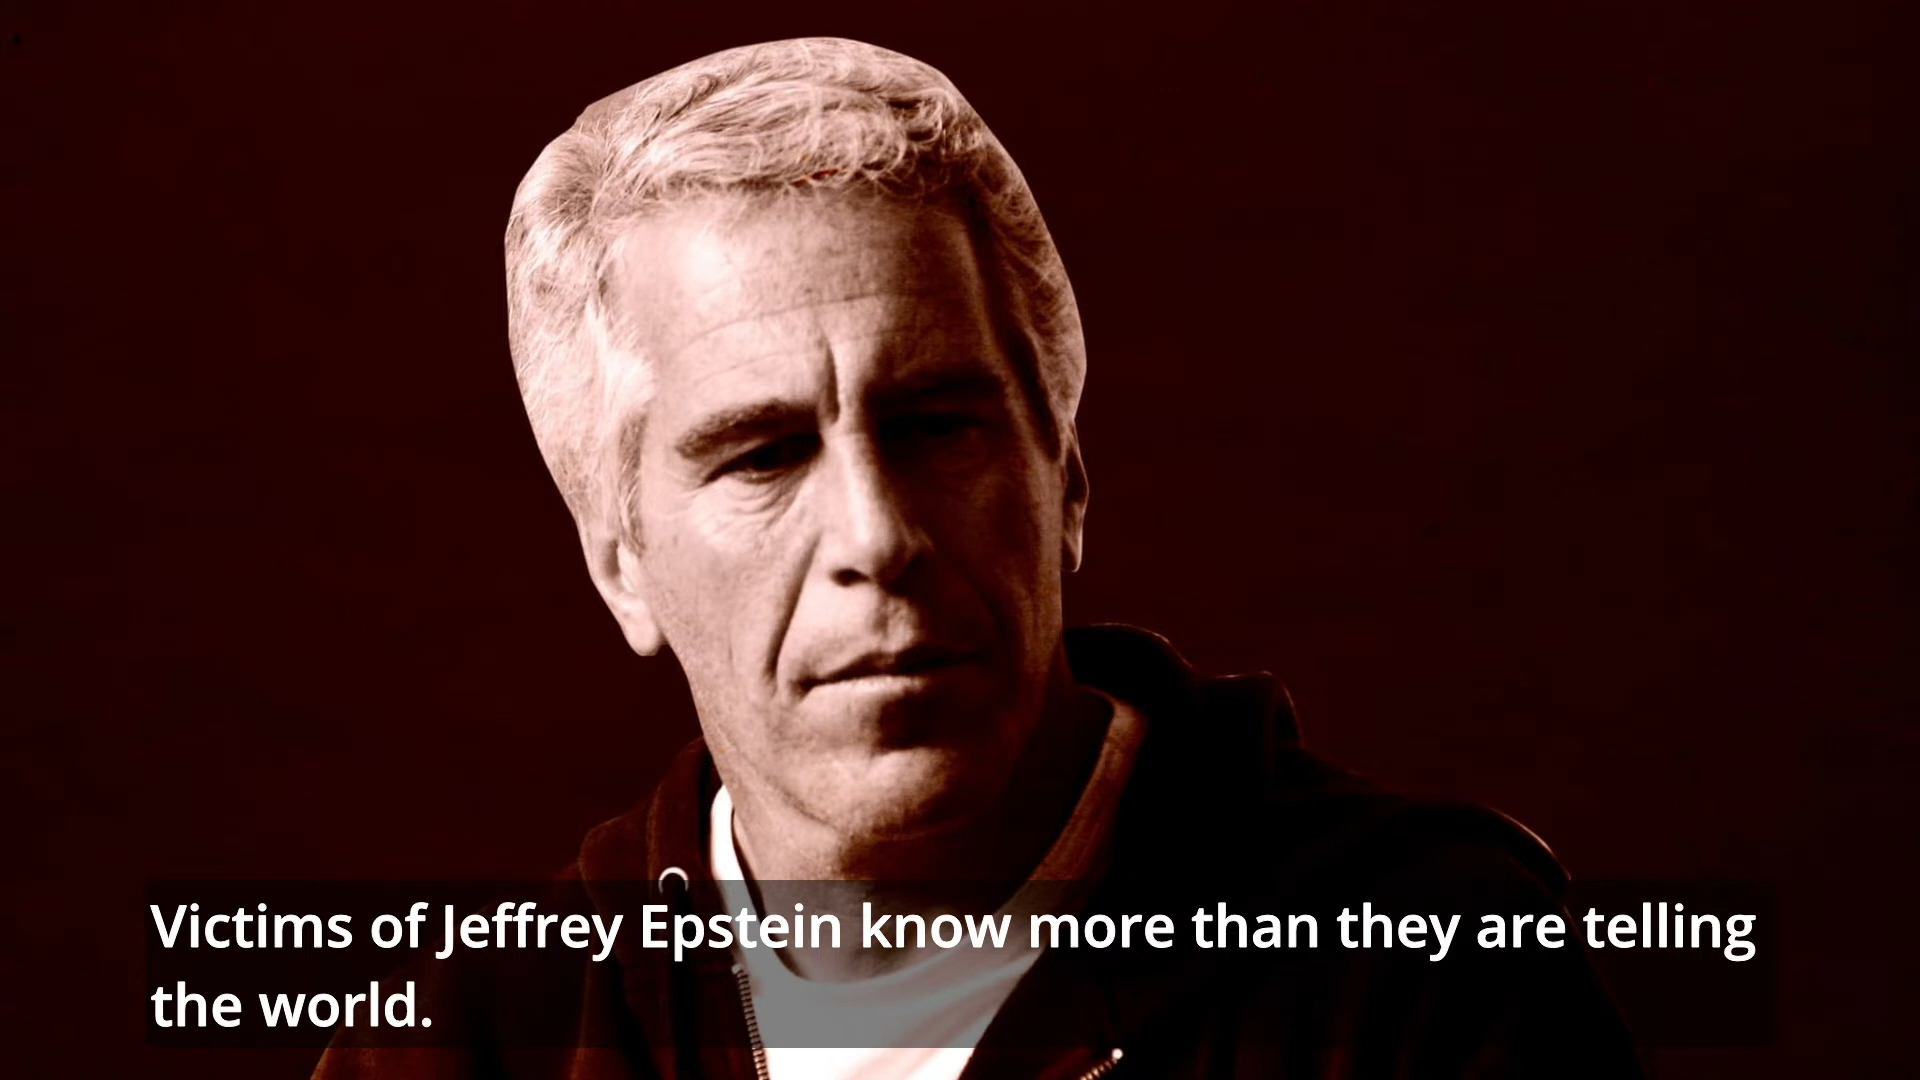 Victims of Jeffrey Epstein know more than they are telling
the world.